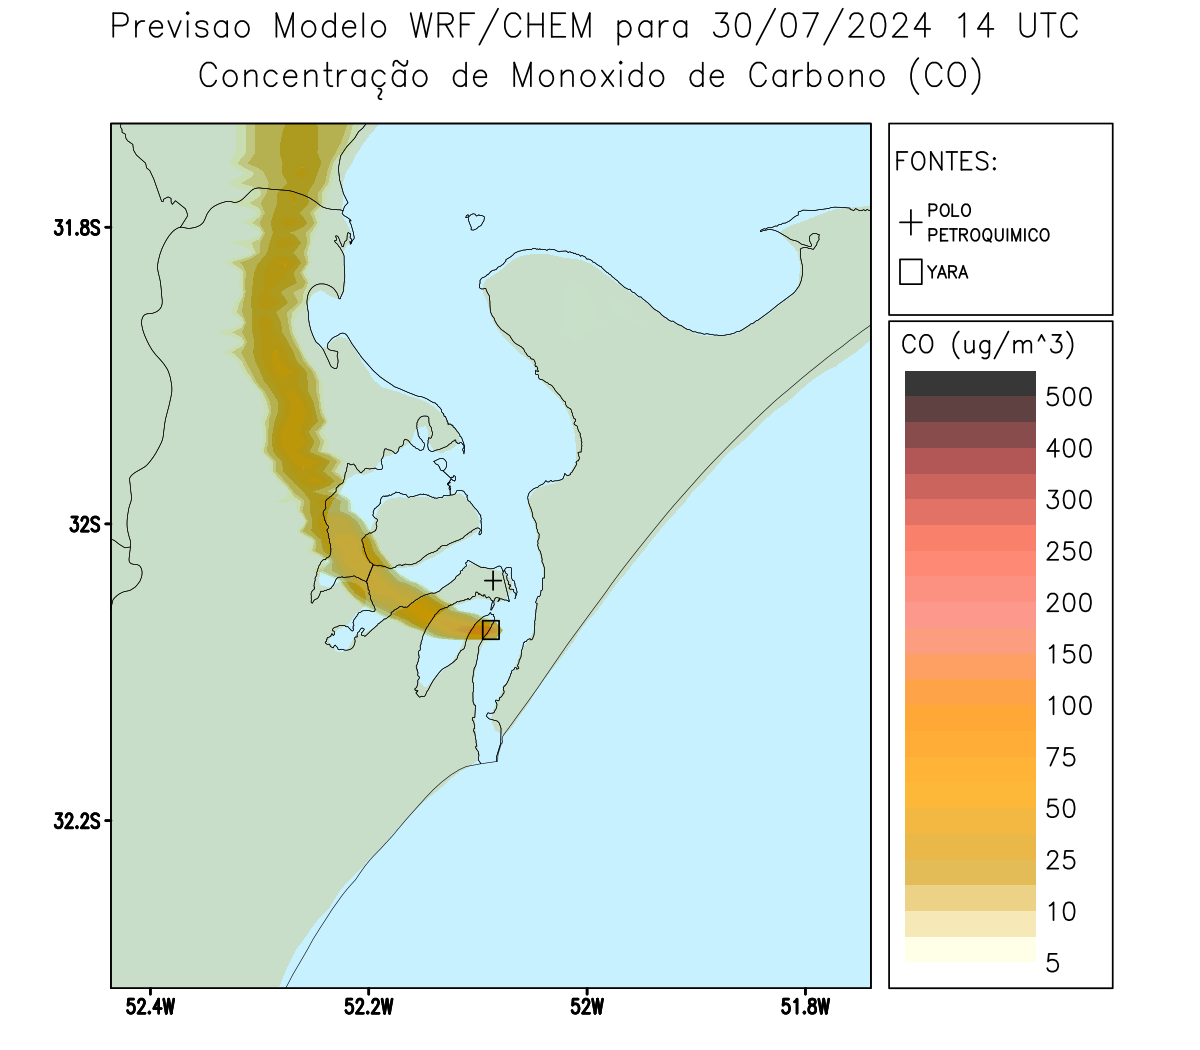 Previsao Modelo WRF/CHEM para 30/07/2024 14 UTC
Concentração de Monoxido de Carbono (CO)
FONTES:
POLO
PETROQUIMICO
YARA
CO (ug/m^3)
500
400
300
250
200
150
100
75
50
25
10
5
31.8S
32S
32.2S
52.4W
52.2W
52W
51.8W